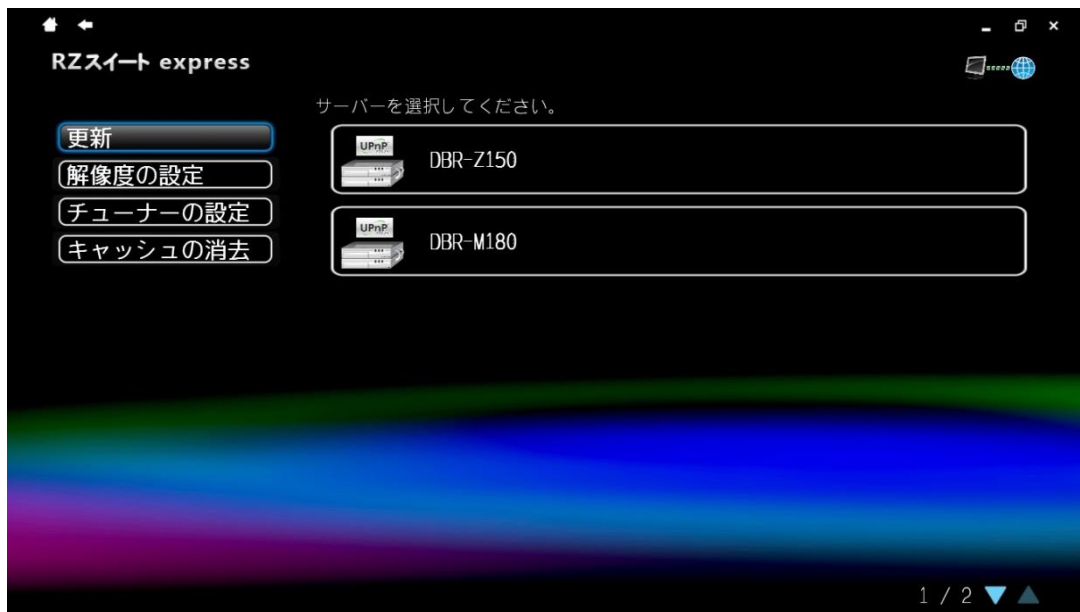 RZスイート express
サーバーを選択してください。
更新
解像度の設定
チューナーの設定
キャッシュの消去
UPnP
DBR-Z150
UPnP
DBR-M180
1 / 2